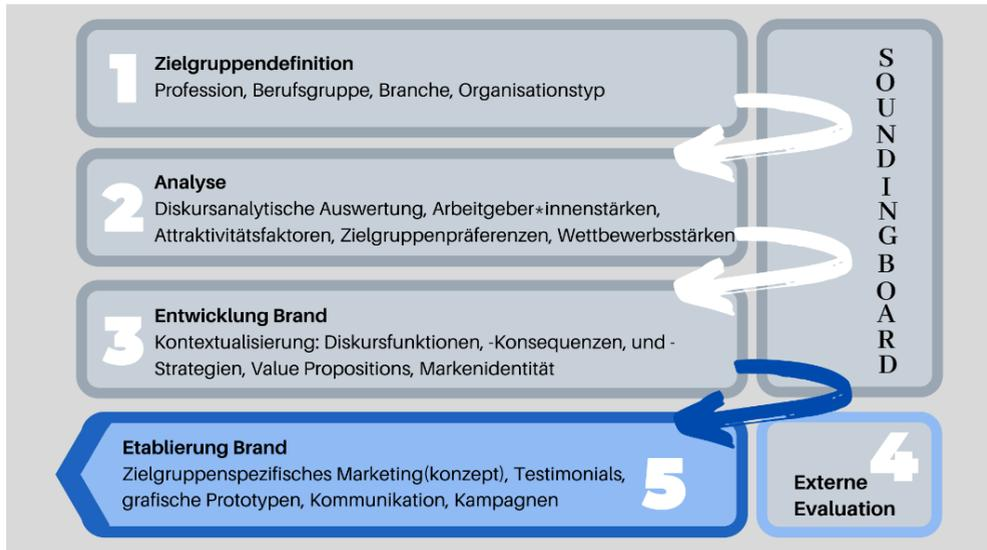 1
Zielgruppendefinition
Profession, Berufsgruppe, Branche, Organisationstyp
2
Analyse
Diskursanalytische Auswertung, Arbeitgeber*innenstärken,
Attraktivitätsfaktoren, Zielgruppenpräferenzen, Wettbewerbsstärken
3
Entwicklung Brand
Kontextualisierung: Diskursfunktionen, -Konsequenzen, und -
Strategien, Value Propositions, Markenidentität
SOUNDINGBOARD
4
Externe
Evaluation
Etablierung Brand
Zielgruppenspezifisches Marketing(konzept), Testimonials,
grafische Prototypen, Kommunikation, Kampagnen
5